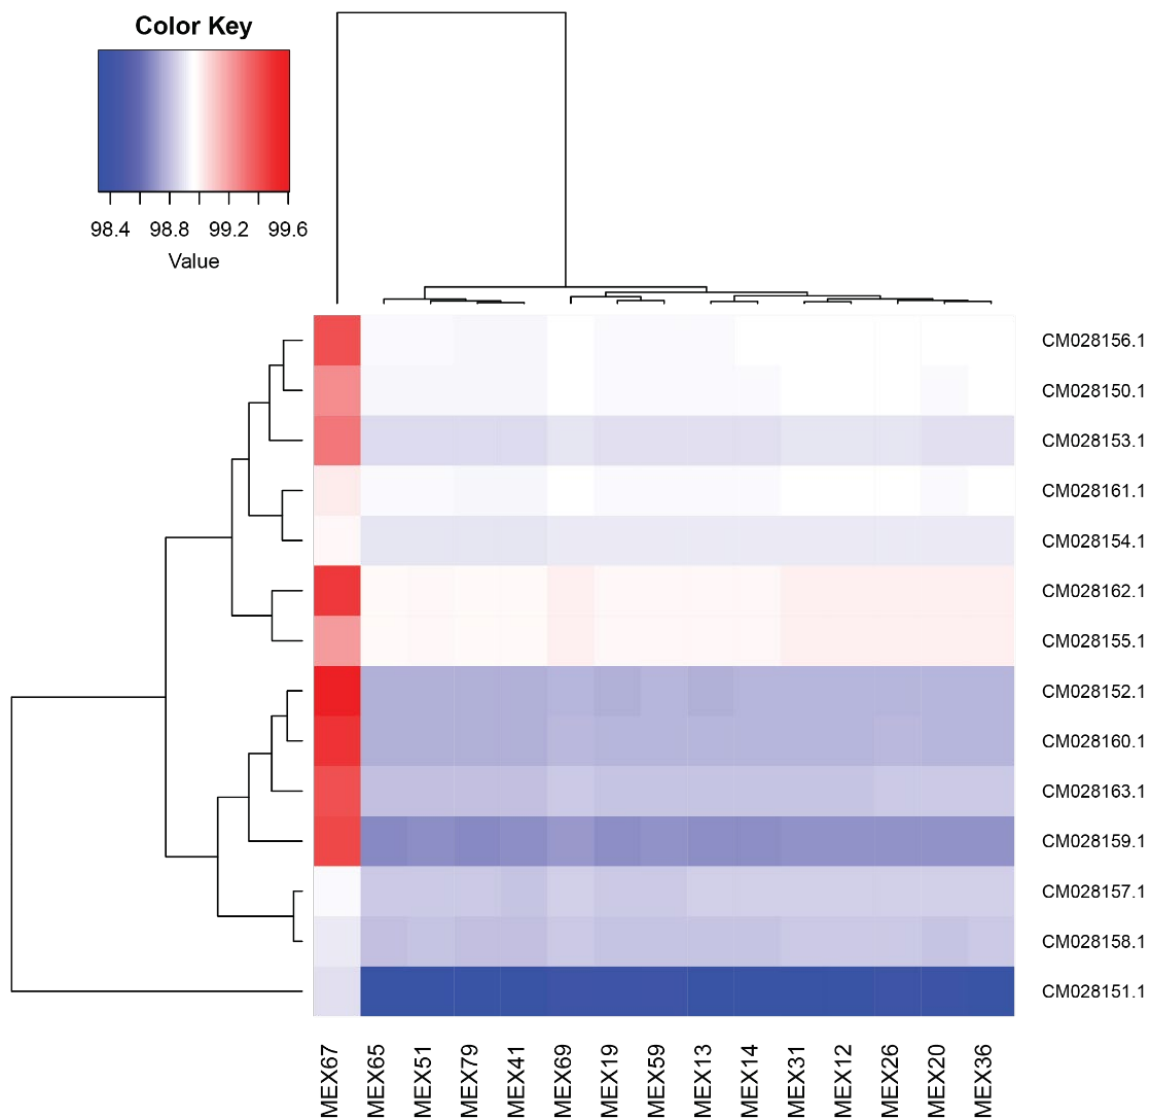 Color Key
98.4 98.8 99.2 99.6
Value
CM028156.1
CM028150.1
CM028153.1
CM028161.1
CM028154.1
CM028162.1
CM028155.1
CM028152.1
CM028160.1
CM028163.1
CM028159.1
CM028157.1
CM028158.1
CM028151.1
MEX67
MEX65
MEX51
MEX79
MEX41
MEX69
MEX19
MEX59
MEX13
MEX14
MEX31
MEX12
MEX26
MEX20
MEX36